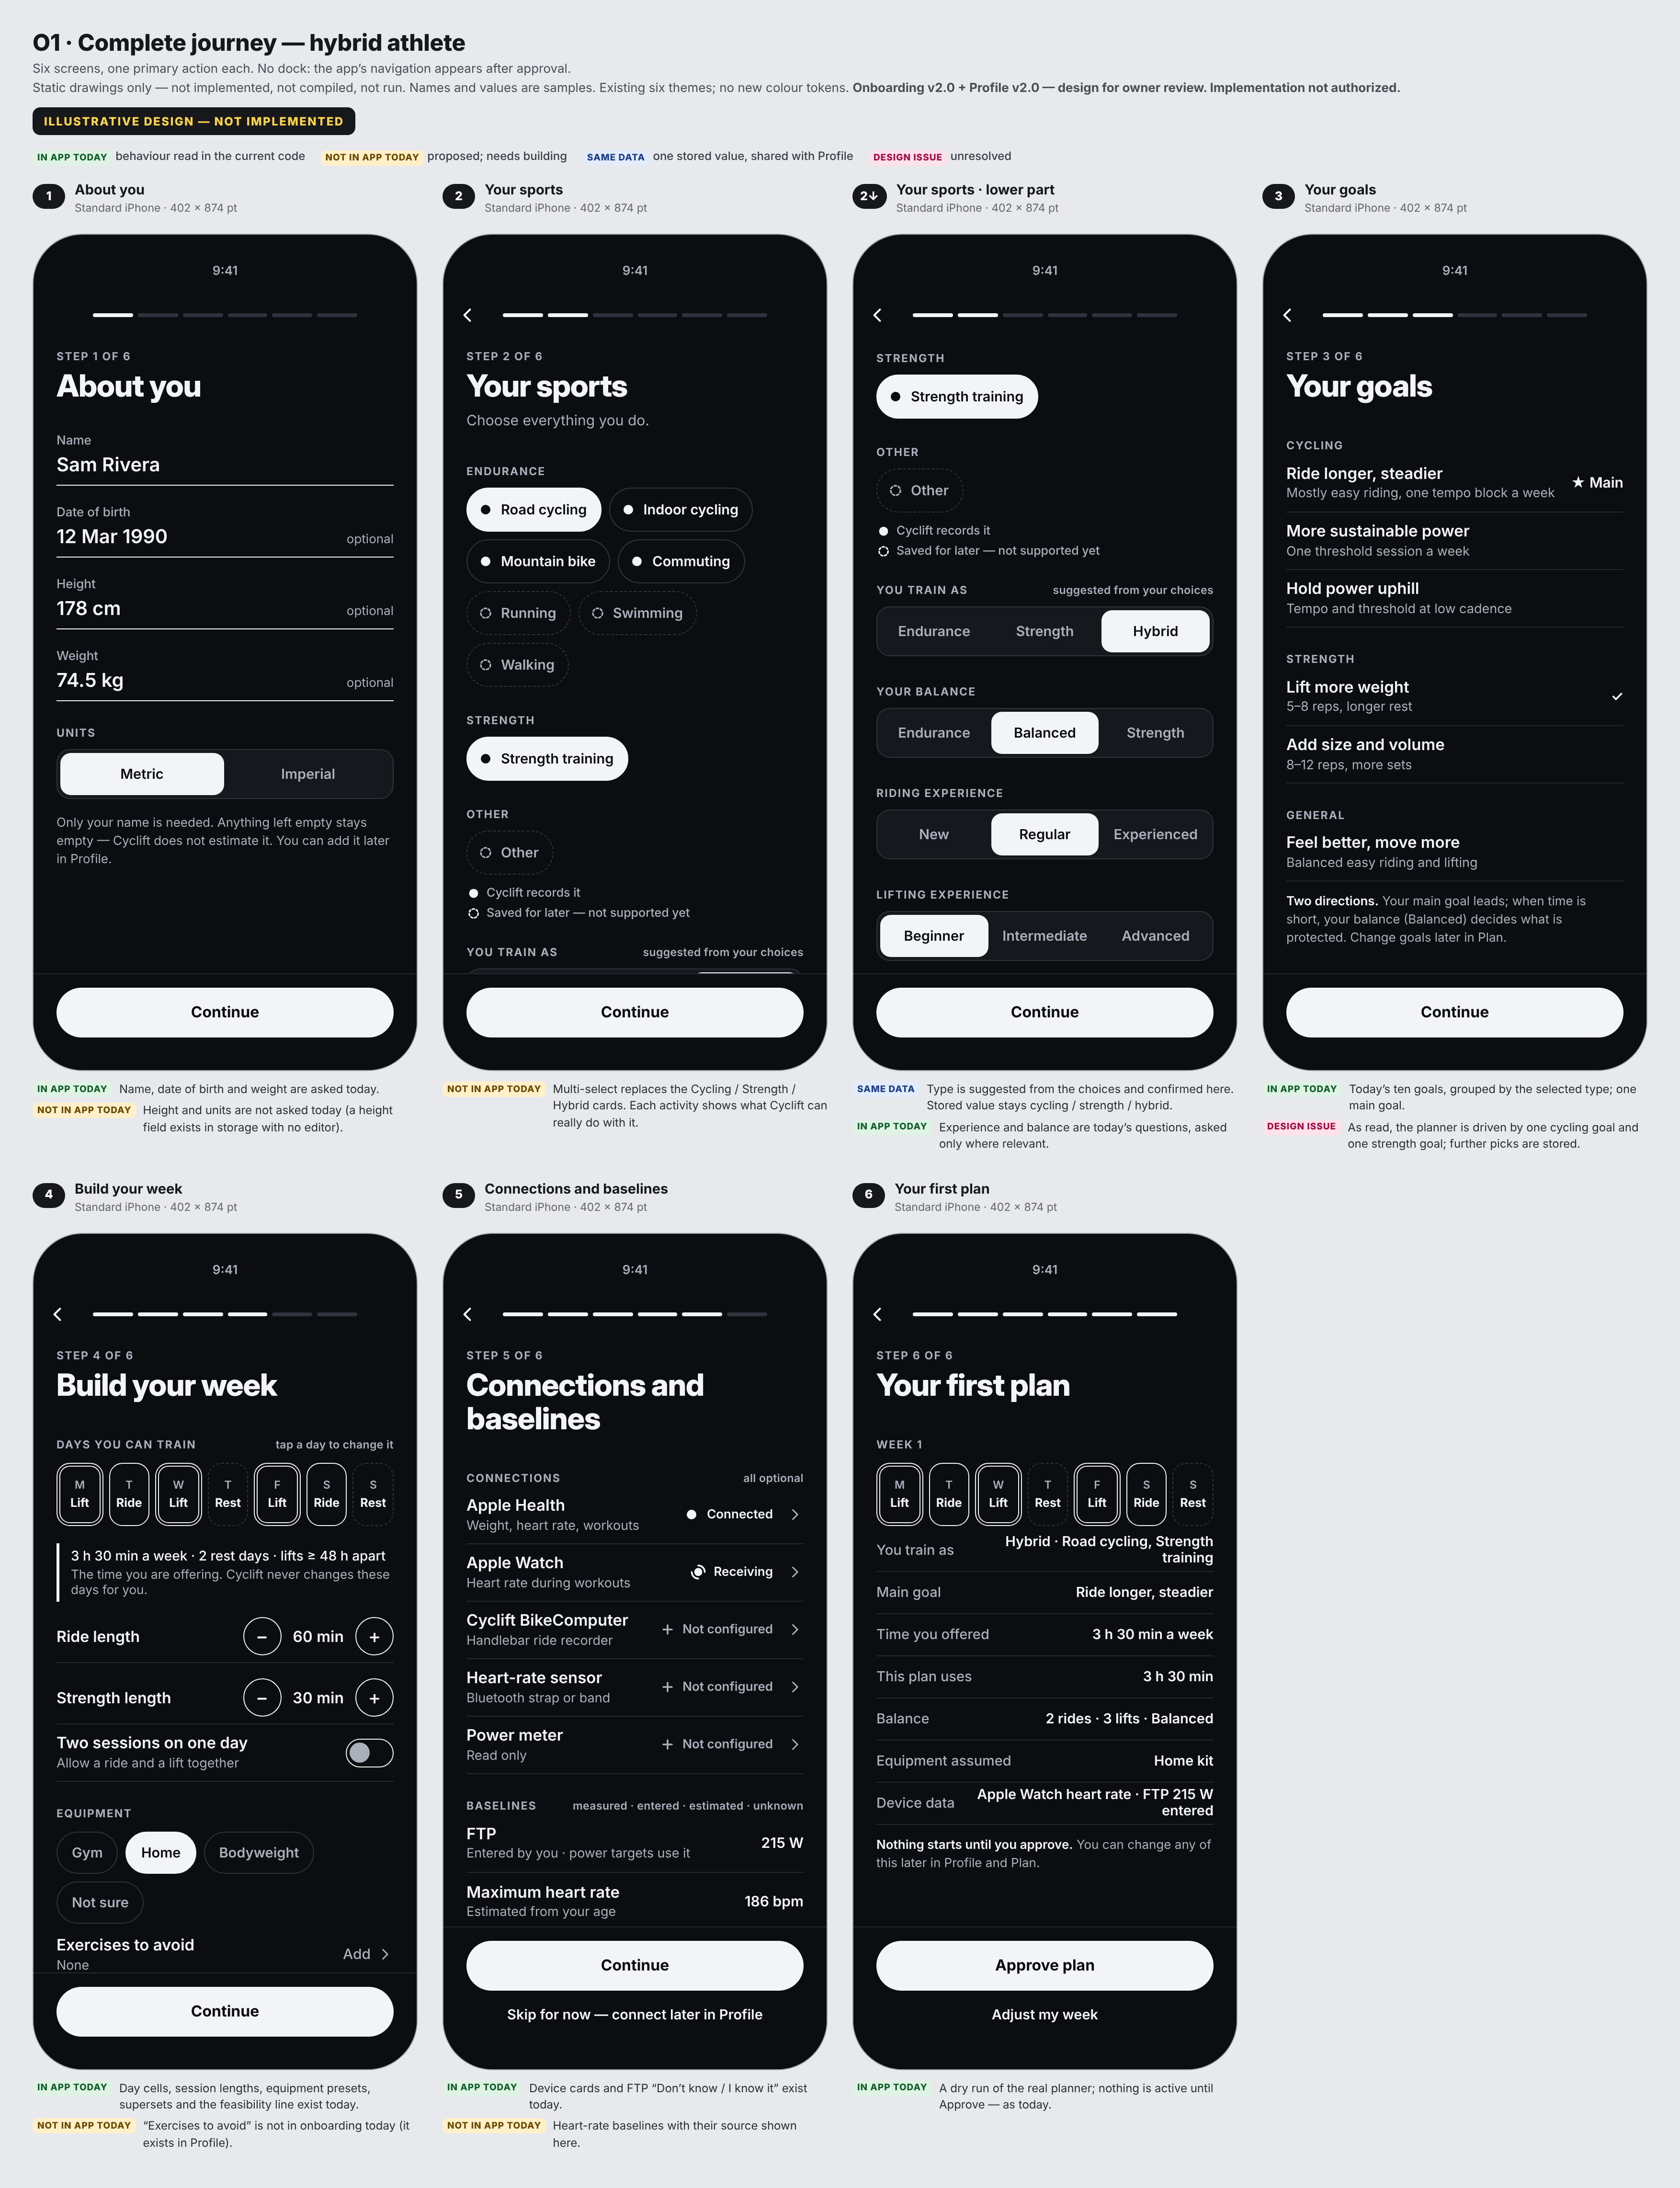 O1 · Complete journey — hybrid athlete
Six screens, one primary action each. No dock: the app’s navigation appears after approval.
Static drawings only — not implemented, not compiled, not run. Names and values are samples. Existing six themes; no new colour tokens. Onboarding v2.0 + Profile v2.0 — design for owner review. Implementation not authorized.
ILLUSTRATIVE DESIGN — NOT IMPLEMENTED
IN APP TODAY behaviour read in the current code NOT IN APP TODAY proposed; needs building SAME DATA one stored value, shared with Profile DESIGN ISSUE unresolved
1 About you
Standard iPhone · 402 × 874 pt
9:41
STEP 1 OF 6
About you
Name
Sam Rivera
Date of birth
12 Mar 1990 optional
Height
178 cm optional
Weight
74.5 kg optional
UNITS
Metric Imperial
Only your name is needed. Anything left empty stays
empty — Cyclift does not estimate it. You can add it later
in Profile.
Continue
IN APP TODAY Name, date of birth and weight are asked today.
NOT IN APP TODAY Height and units are not asked today (a height
field exists in storage with no editor).
2 Your sports
Standard iPhone · 402 × 874 pt
9:41
STEP 2 OF 6
Your sports
Choose everything you do.
ENDURANCE
Road cycling Indoor cycling
Mountain bike Commuting
Running Swimming
Walking
STRENGTH
Strength training
OTHER
Other
Cyclift records it
Saved for later — not supported yet
YOU TRAIN AS suggested from your choices
Continue
NOT IN APP TODAY Multi-select replaces the Cycling / Strength /
Hybrid cards. Each activity shows what Cyclift can
really do with it.
2↓ Your sports · lower part
Standard iPhone · 402 × 874 pt
9:41
STRENGTH
Strength training
OTHER
Other
Cyclift records it
Saved for later — not supported yet
YOU TRAIN AS suggested from your choices
Endurance Strength Hybrid
YOUR BALANCE
Endurance Balanced Strength
RIDING EXPERIENCE
New Regular Experienced
LIFTING EXPERIENCE
Beginner Intermediate Advanced
Continue
SAME DATA Type is suggested from the choices and confirmed here.
Stored value stays cycling / strength / hybrid.
IN APP TODAY Experience and balance are today’s questions, asked
only where relevant.
3 Your goals
Standard iPhone · 402 × 874 pt
9:41
STEP 3 OF 6
Your goals
CYCLING
Ride longer, steadier
Mostly easy riding, one tempo block a week ★ Main
More sustainable power
One threshold session a week
Hold power uphill
Tempo and threshold at low cadence
STRENGTH
Lift more weight
5–8 reps, longer rest
Add size and volume
8–12 reps, more sets
GENERAL
Feel better, move more
Balanced easy riding and lifting
Two directions. Your main goal leads; when time is
short, your balance (Balanced) decides what is
protected. Change goals later in Plan.
Continue
IN APP TODAY Today’s ten goals, grouped by the selected type; one
main goal.
DESIGN ISSUE As read, the planner is driven by one cycling goal and
one strength goal; further picks are stored.
4 Build your week
Standard iPhone · 402 × 874 pt
9:41
STEP 4 OF 6
Build your week
DAYS YOU CAN TRAIN tap a day to change it
M T W T F S S
Lift Ride Lift Rest Lift Ride Rest
3 h 30 min a week · 2 rest days · lifts ≥ 48 h apart
The time you are offering. Cyclift never changes these
days for you.
Ride length − 60 min +
Strength length − 30 min +
Two sessions on one day
Allow a ride and a lift together
EQUIPMENT
Gym Home Bodyweight
Not sure
Exercises to avoid
None Add
Continue
IN APP TODAY Day cells, session lengths, equipment presets,
supersets and the feasibility line exist today.
NOT IN APP TODAY “Exercises to avoid” is not in onboarding today (it
exists in Profile).
5 Connections and baselines
Standard iPhone · 402 × 874 pt
9:41
STEP 5 OF 6
Connections and
baselines
CONNECTIONS all optional
Apple Health
Weight, heart rate, workouts Connected
Apple Watch
Heart rate during workouts Receiving
Cyclift BikeComputer
Handlebar ride recorder + Not configured
Heart-rate sensor
Bluetooth strap or band + Not configured
Power meter
Read only + Not configured
BASELINES measured · entered · estimated · unknown
FTP
Entered by you · power targets use it 215 W
Maximum heart rate
Estimated from your age 186 bpm
Continue
Skip for now — connect later in Profile
IN APP TODAY Device cards and FTP “Don’t know / I know it” exist
today.
NOT IN APP TODAY Heart-rate baselines with their source shown
here.
6 Your first plan
Standard iPhone · 402 × 874 pt
9:41
STEP 6 OF 6
Your first plan
WEEK 1
M T W T F S S
Lift Ride Lift Rest Lift Ride Rest
You train as Hybrid · Road cycling, Strength
training
Main goal Ride longer, steadier
Time you offered 3 h 30 min a week
This plan uses 3 h 30 min
Balance 2 rides · 3 lifts · Balanced
Equipment assumed Home kit
Device data Apple Watch heart rate · FTP 215 W
entered
Nothing starts until you approve. You can change any of
this later in Profile and Plan.
Approve plan
Adjust my week
IN APP TODAY A dry run of the real planner; nothing is active until
Approve — as today.